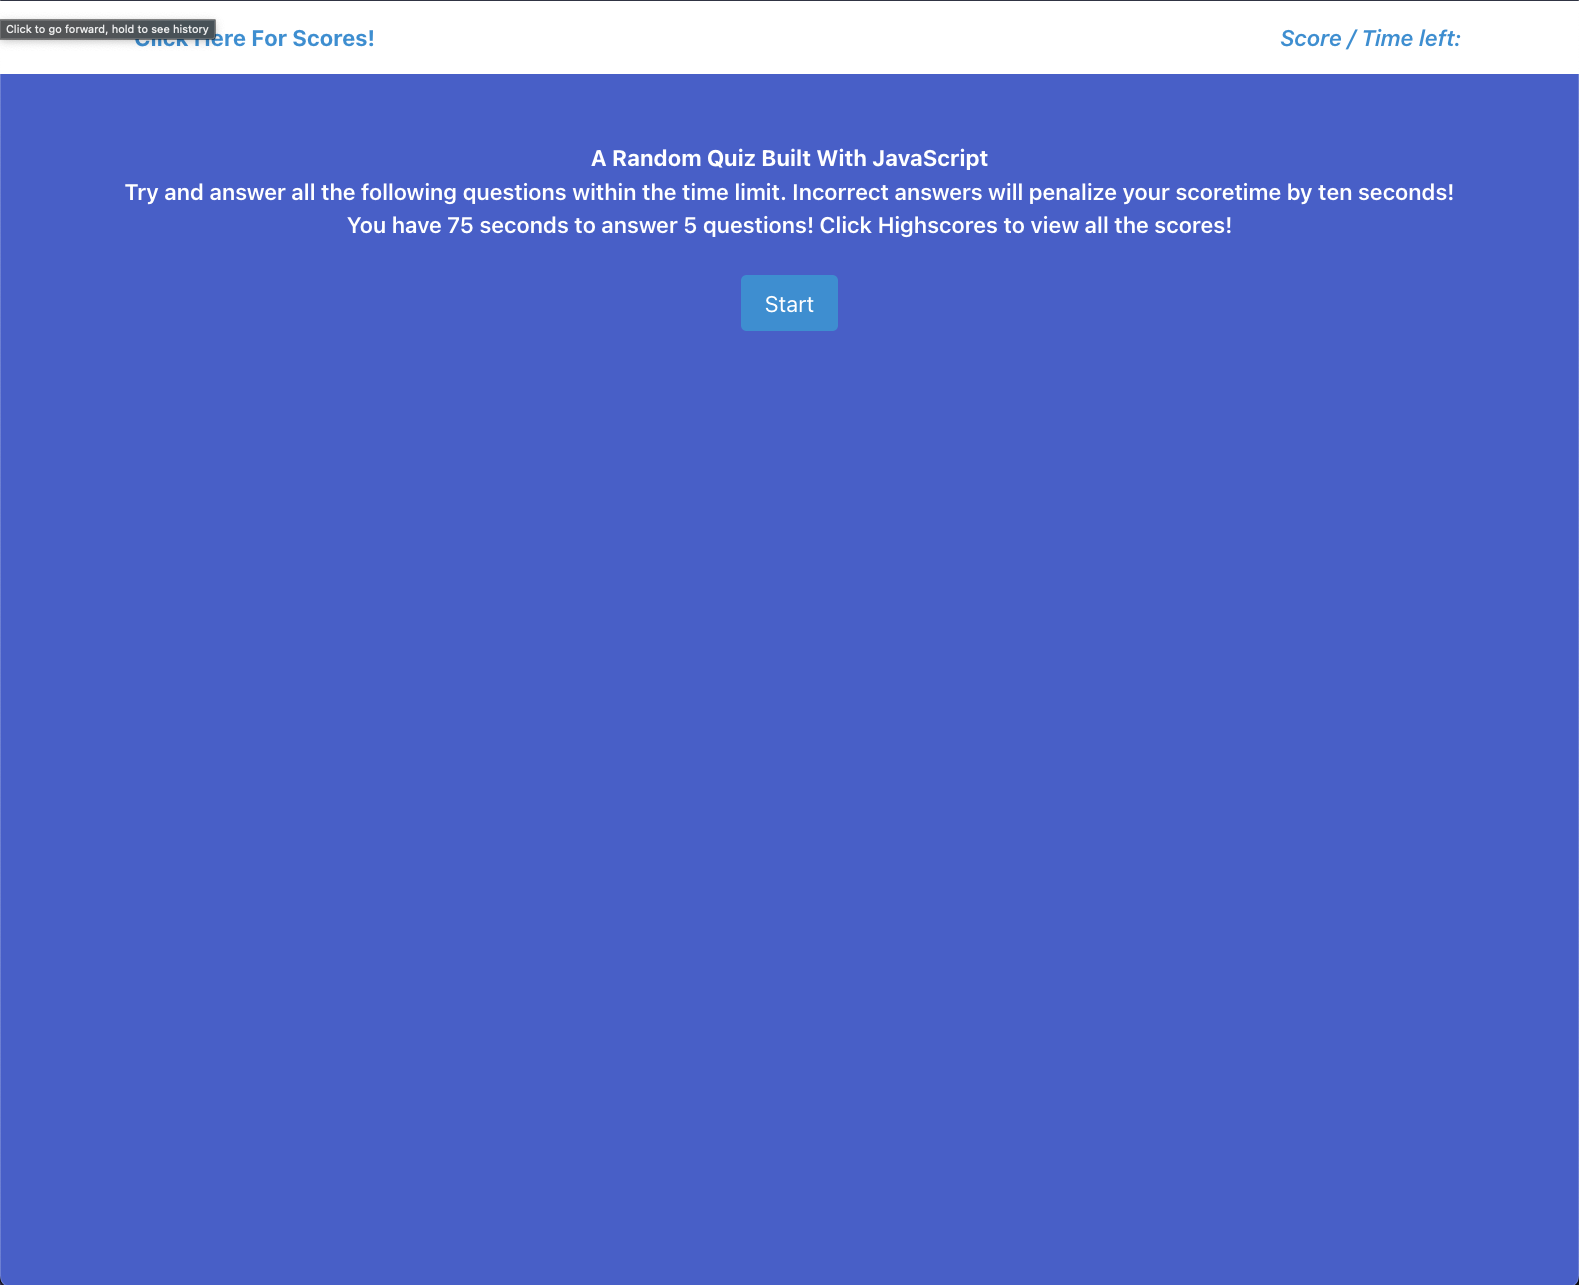 Click to go forward, hold to see history
Click Here For Scores!
Score / Time left:
A Random Quiz Built With JavaScript
Try and answer all the following questions within the time limit. Incorrect answers will penalize your scoretime by ten seconds!
You have 75 seconds to answer 5 questions! Click Highscores to view all the scores!
Start